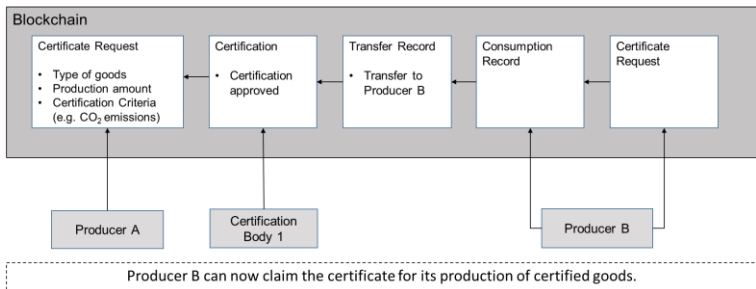 Blockchain
Certificate Request
• Type of goods
• Production amount
• Certification Criteria
(e.g. CO₂ emissions)
Certification
• Certification
approved
Transfer Record
• Transfer to
Producer B
Consumption
Record
Certificate
Request
Producer A
Certification
Body 1
Producer B
Producer B can now claim the certificate for its production of certified goods.